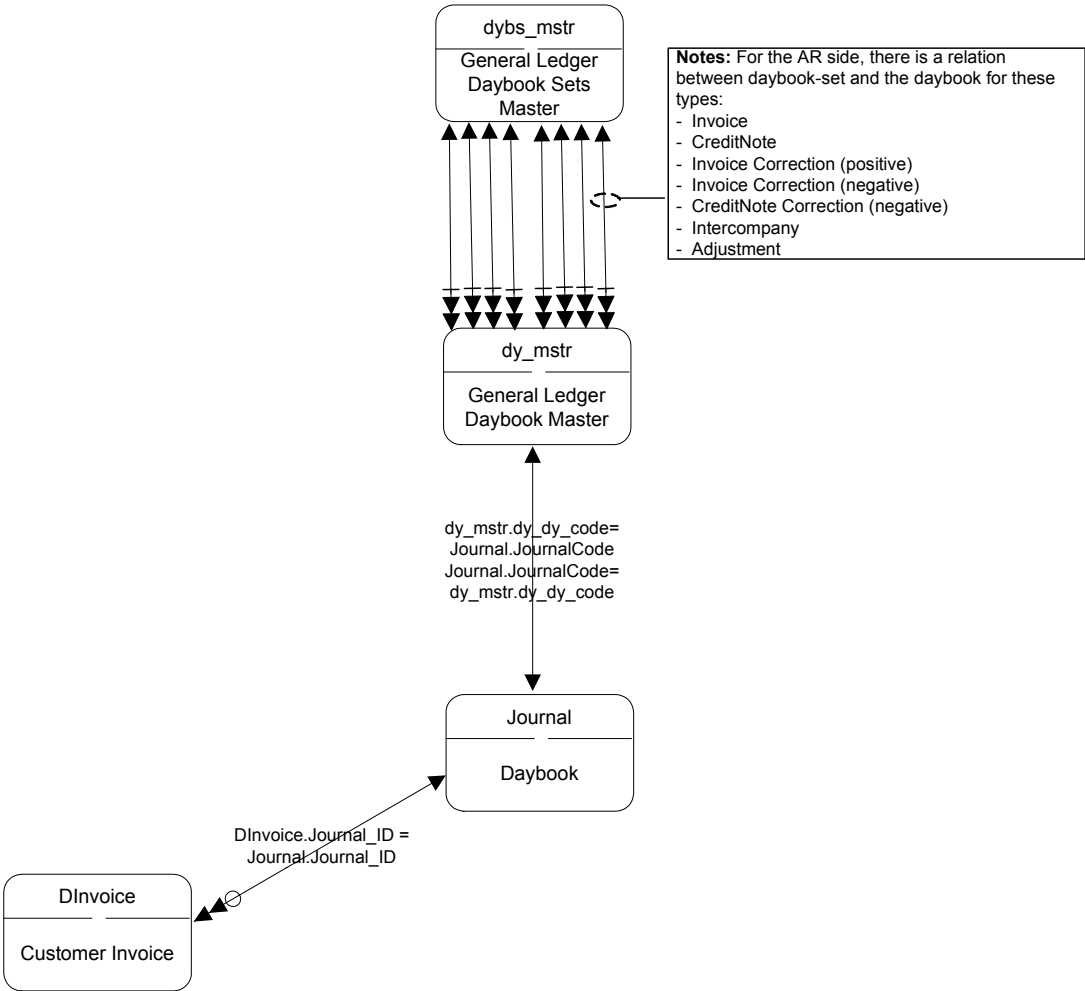 dybs_mstr
General Ledger
Daybook Sets
Master
Notes: For the AR side, there is a relation
between daybook-set and the daybook for these
types:
- Invoice
- CreditNote
- Invoice Correction (positive)
- Invoice Correction (negative)
- CreditNote Correction (negative)
- Intercompany
- Adjustment
dy_mstr
General Ledger
Daybook Master
dy_mstr.dy_dy_code=
Journal.JournalCode
Journal.JournalCode=
dy_mstr.dy_dy_code
Journal
Daybook
DInvoice.Journal_ID =
Journal.Journal_ID
DInvoice
Customer Invoice